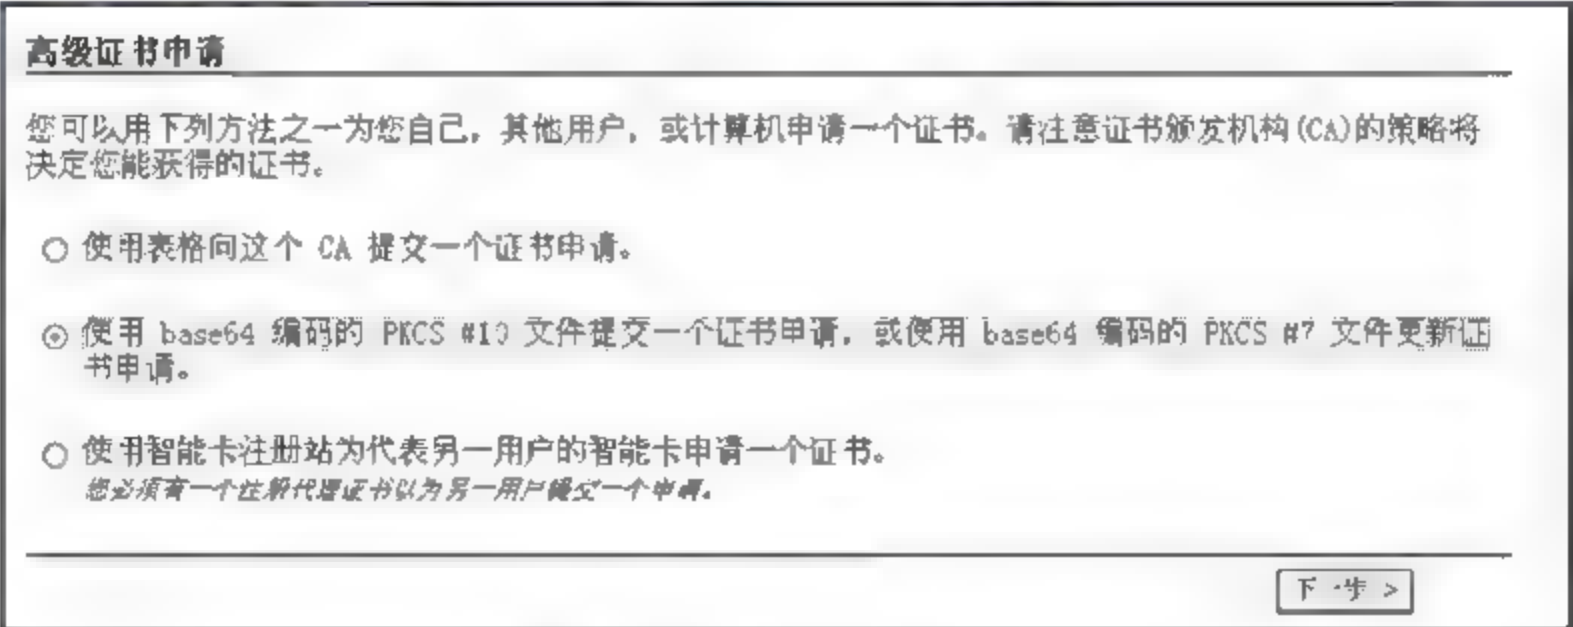 高级证书申请
您可以用下列方法之一为您自己，其他用户，或计算机申请一个证书。请注意证书颁发机构(CA)的策略将
决定您能获得的证书。
使用表格向这个 CA 提交一个证书申请。
使用 base64 编码的 PKCS #10 文件提交一个证书申请，或使用 base64 编码的 PKCS #7 文件更新证
书申请。
使用智能卡注册站为代表另一用户的智能卡申请一个证书。
您必须有一个注册代理证书以为另一用户提交一个申请。
下一步 >